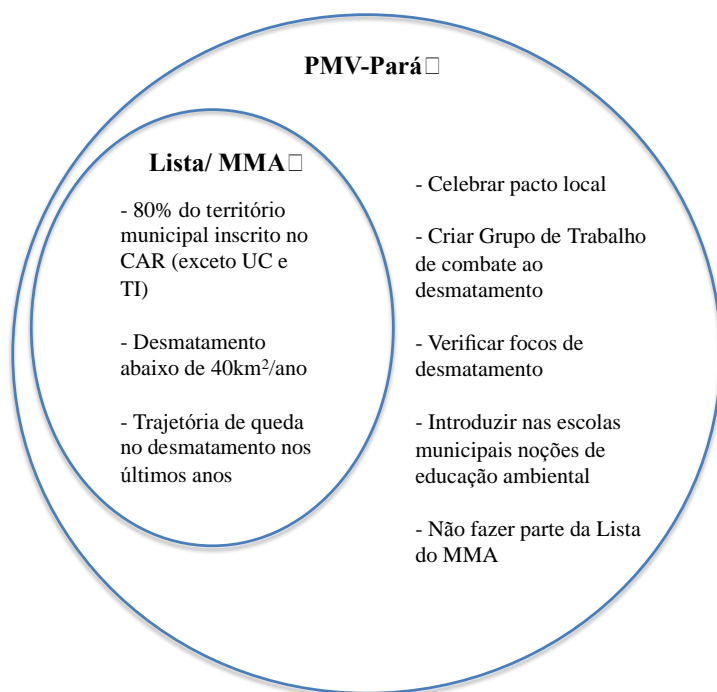 PMV-Pará□
Lista/ MMA□
- 80% do território
municipal inscrito no
CAR (exceto UC e
TI)
- Desmatamento
abaixo de 40km²/ano
- Trajetória de queda
no desmatamento nos
últimos anos
- Celebrar pacto local
- Criar Grupo de Trabalho
de combate ao
desmatamento
- Verificar focos de
desmatamento
- Introduzir nas escolas
municipais noções de
educação ambiental
- Não fazer parte da Lista
do MMA